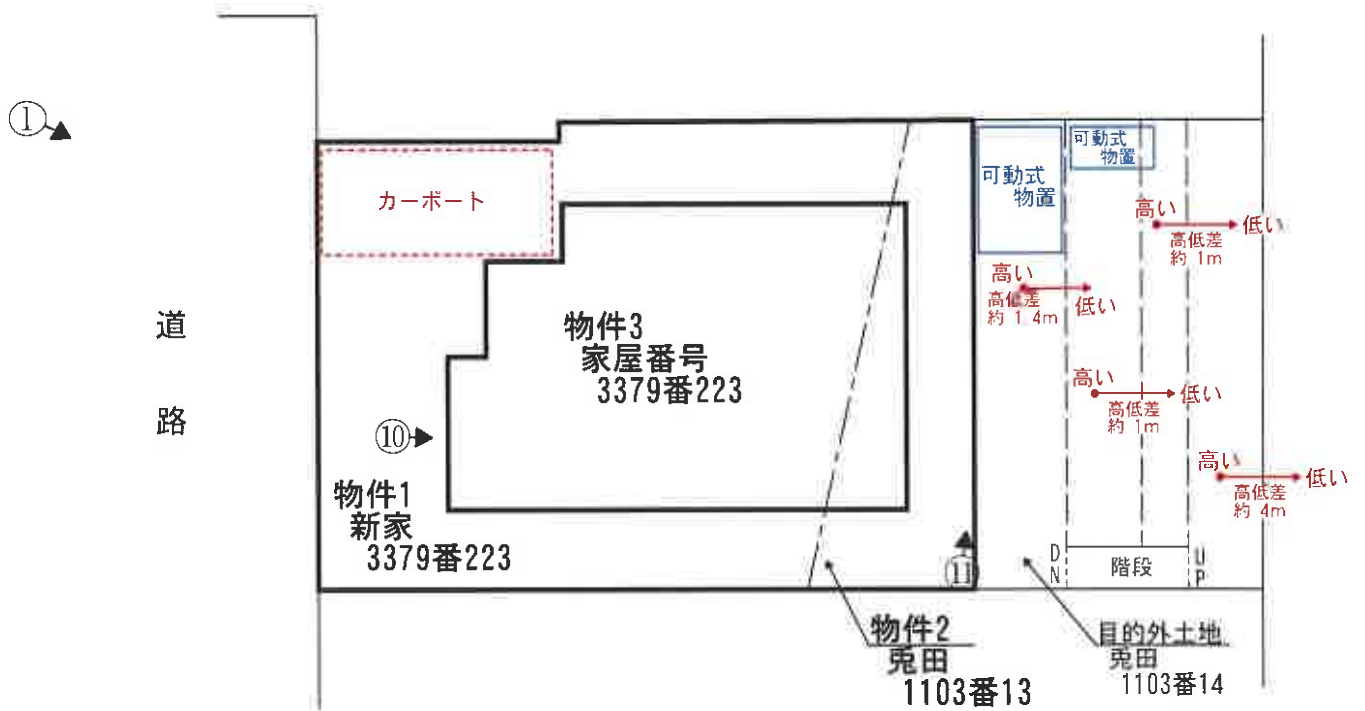 ①
カーポート
可動式
物置
可動式
物置
高い
低い
高低差
約 1m
高い
低い
高低差
約 1.4m
道
路
物件3
家屋番号
3379番223
高い
低い
高低差
約 1m
⑩
高い
低い
高低差
約 4m
物件1
新家
3379番223
⑪
DN
階段
UP
物件2
兎田
1103番13
目的外土地
兎田
1103番14